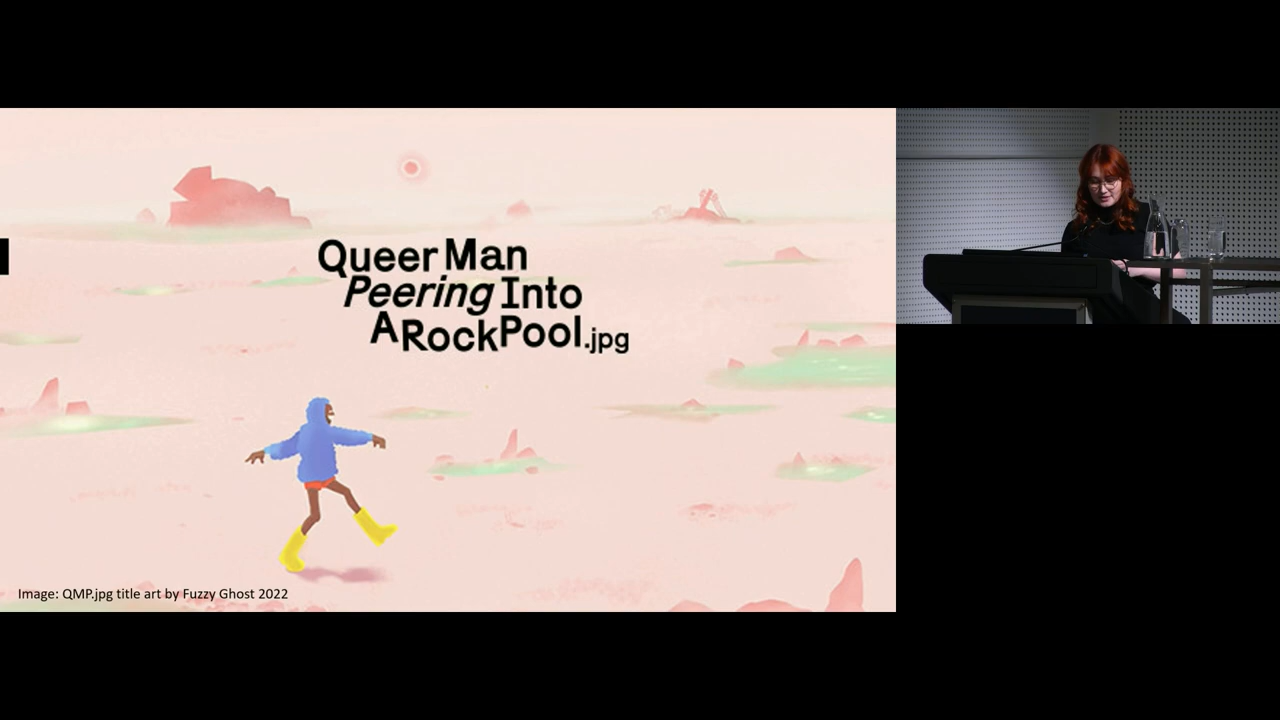 Queer Man
Peering Into
A Rock Pool.jpg
Image: QMP.jpg title art by Fuzzy Ghost 2022